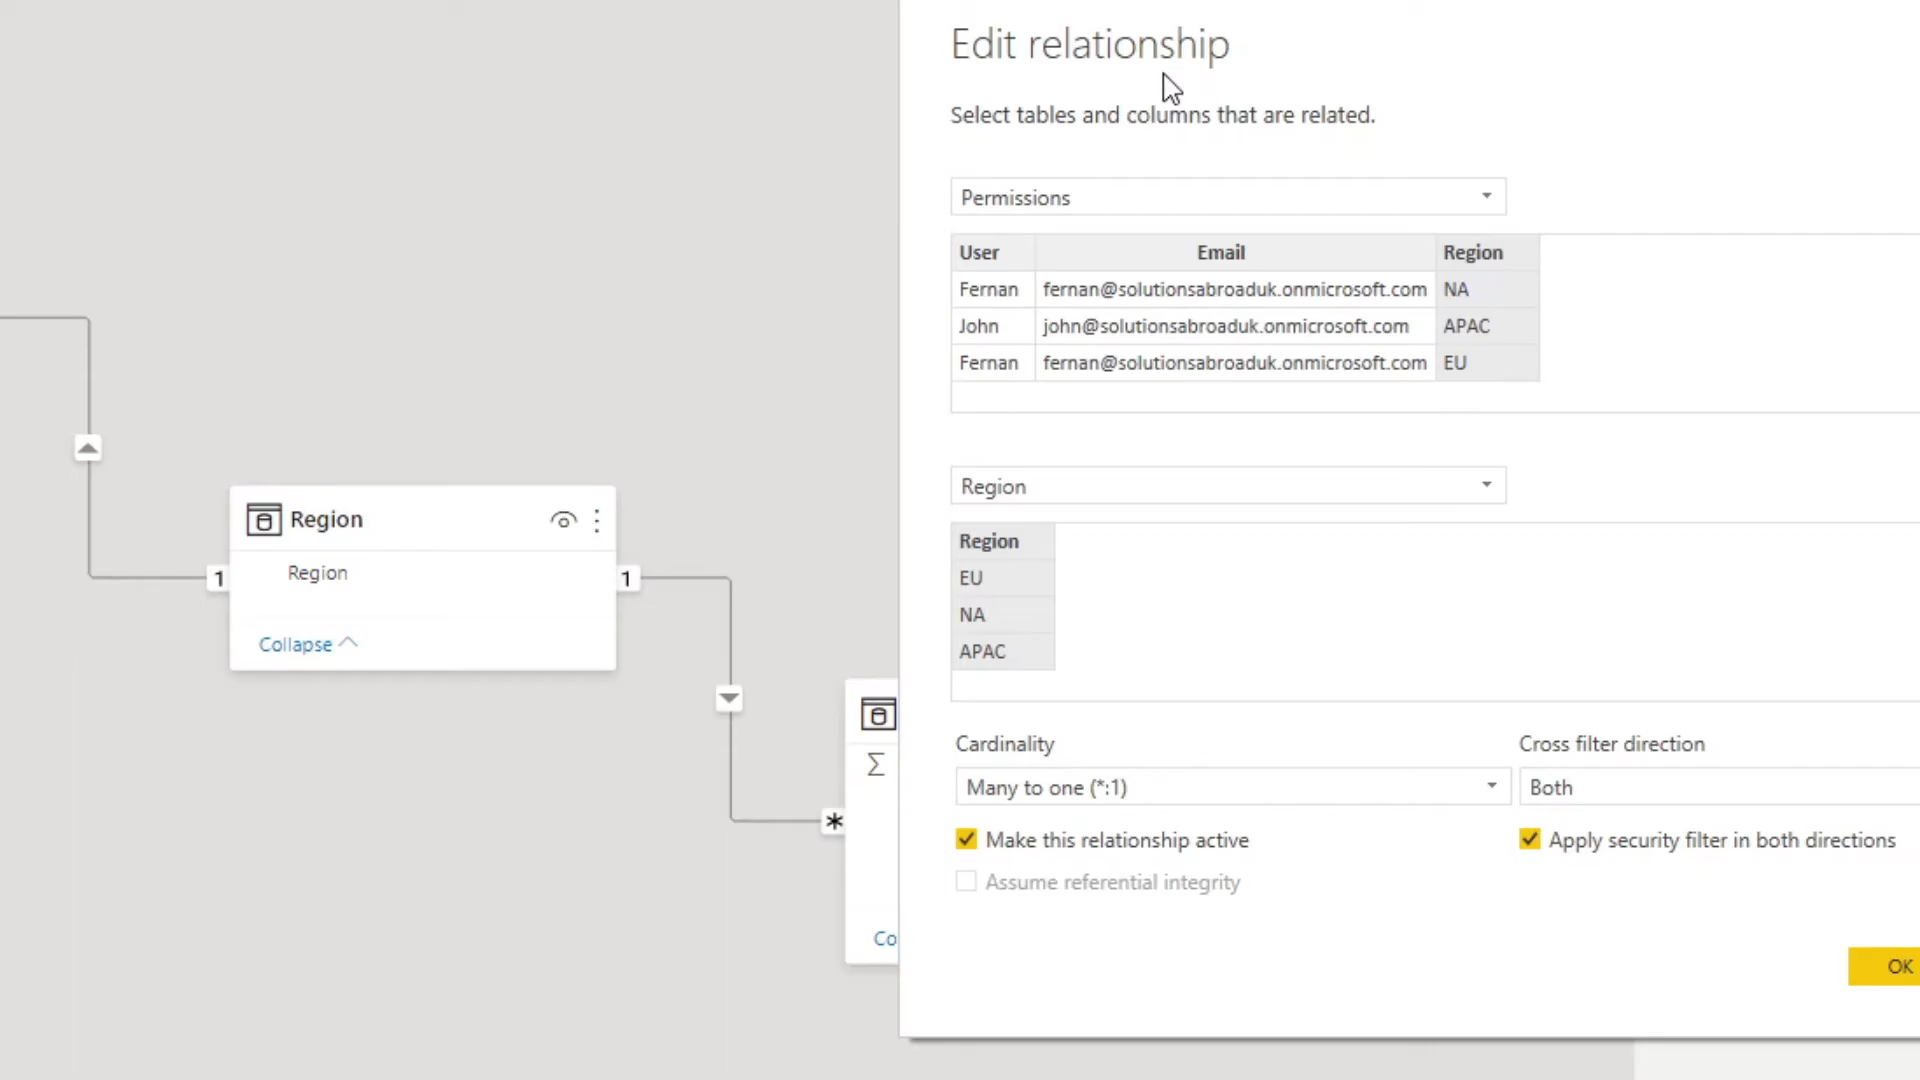 Edit relationship
Select tables and columns that are related.
Permissions
User Email Region
Fernan fernan@solutionsabroaduk.onmicrosoft.com NA
John john@solutionsabroaduk.onmicrosoft.com APAC
Fernan fernan@solutionsabroaduk.onmicrosoft.com EU
Region
Region
EU
NA
APAC
Cardinality
Many to one (*:1)
Make this relationship active
Assume referential integrity
Cross filter direction
Both
Apply security filter in both directions
OK
Region
1 Region 1
Collapse
*
Σ
Co